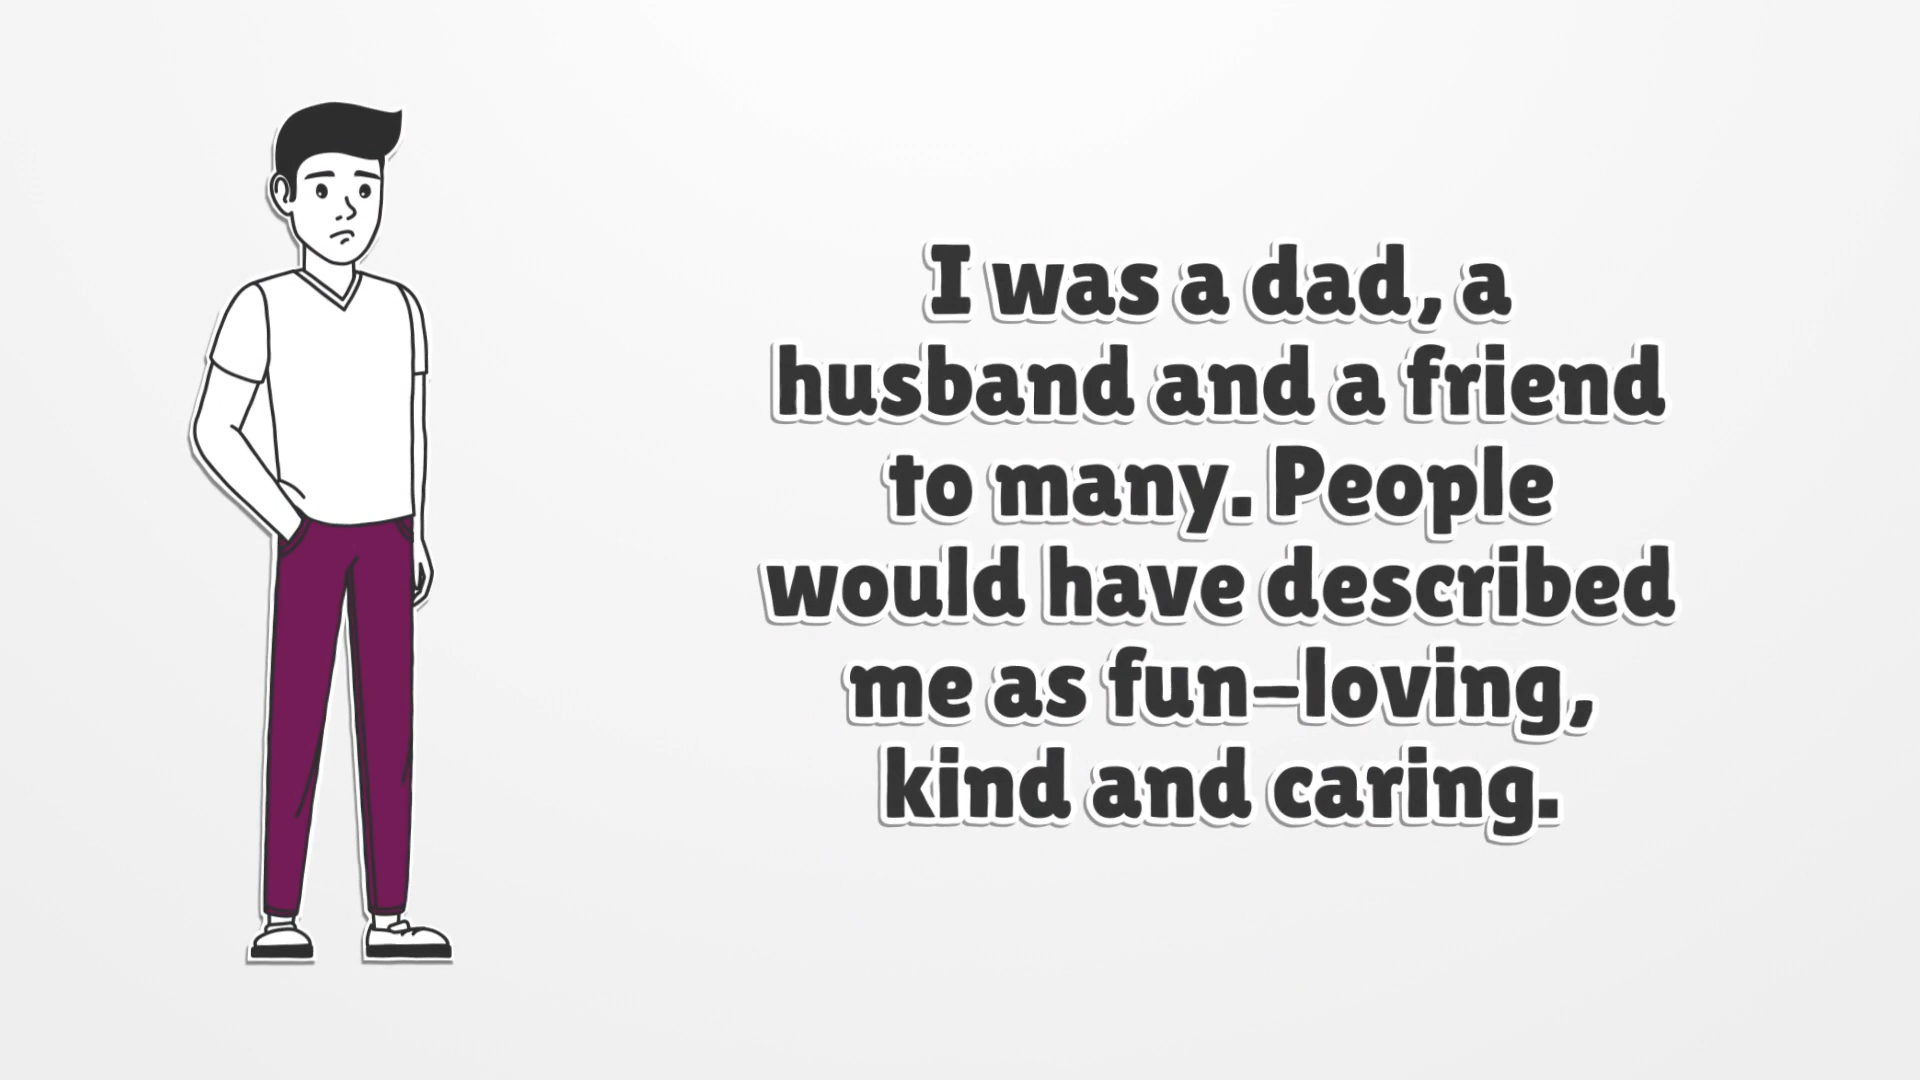 I was a dad, a
husband and a friend
to many. People
would have described
me as fun-loving,
kind and caring.